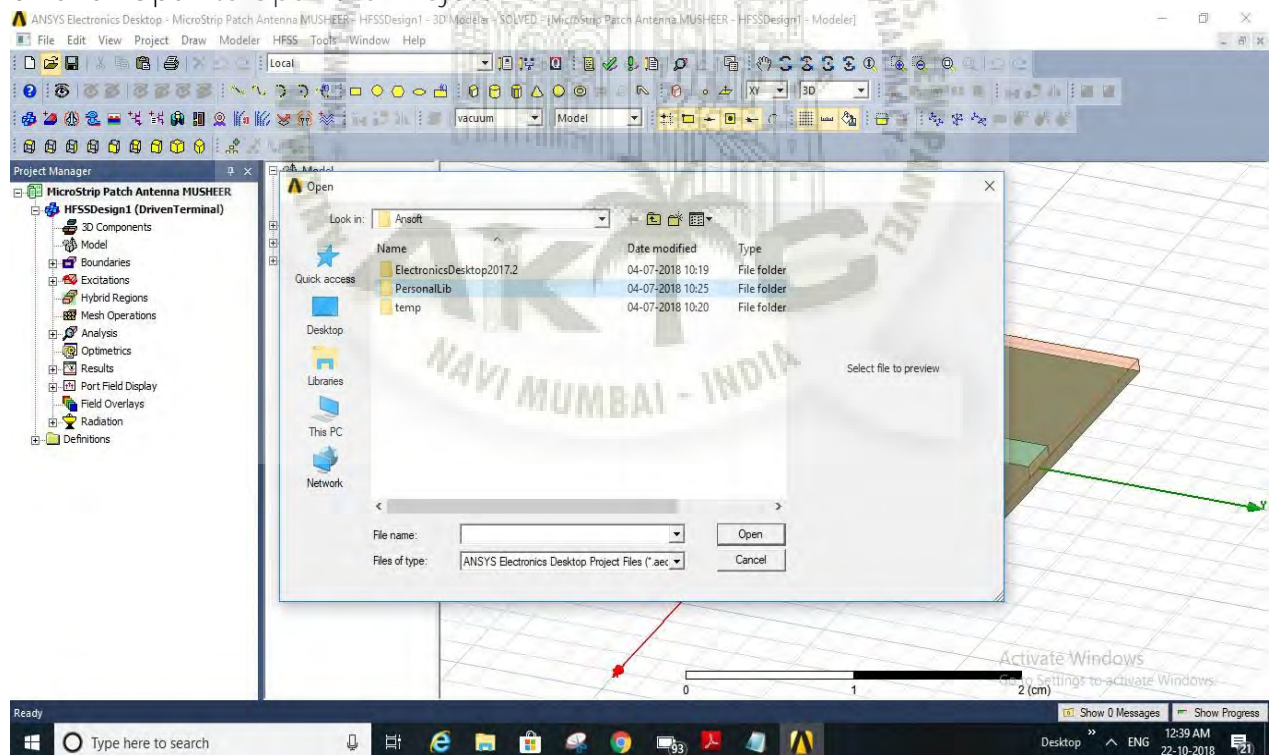 ANSYS Electronics Desktop - MicroStrip Patch Antenna MUSHEER - HFSSDesign1 - 3D Modeler - SOLVED - [MicroStrip Patch Antenna MUSHEER - HFSSDesign1 - Modeler]
File Edit View Project Draw Modeler HFSS Tools Window Help
Local
XY 3D
vacuum Model
Project Manager
Model
MicroStrip Patch Antenna MUSHEER
HFSSDesign1 (DrivenTerminal)
3D Components
Model
Boundaries
Excitations
Hybrid Regions
Mesh Operations
Analysis
Optimetrics
Results
Port Field Display
Field Overlays
Radiation
Definitions
Open
Look in: Ansoft
Quick access
Desktop
Libraries
This PC
Network
Name Date modified Type
ElectronicsDesktop2017.2 04-07-2018 10:19 File folder
PersonalLib 04-07-2018 10:25 File folder
temp 04-07-2018 10:20 File folder
Select file to preview
File name: Open
Files of type: ANSYS Electronics Desktop Project Files (*.aec Cancel
AKTS
NAVI MUMBAI - INDIA
PANVEL
Y
0 1 2 (cm)
Activate Windows
Go to Settings to activate Windows.
Ready
Show 0 Messages Show Progress
Type here to search
93
Desktop ENG 12:39 AM
22-10-2018
21